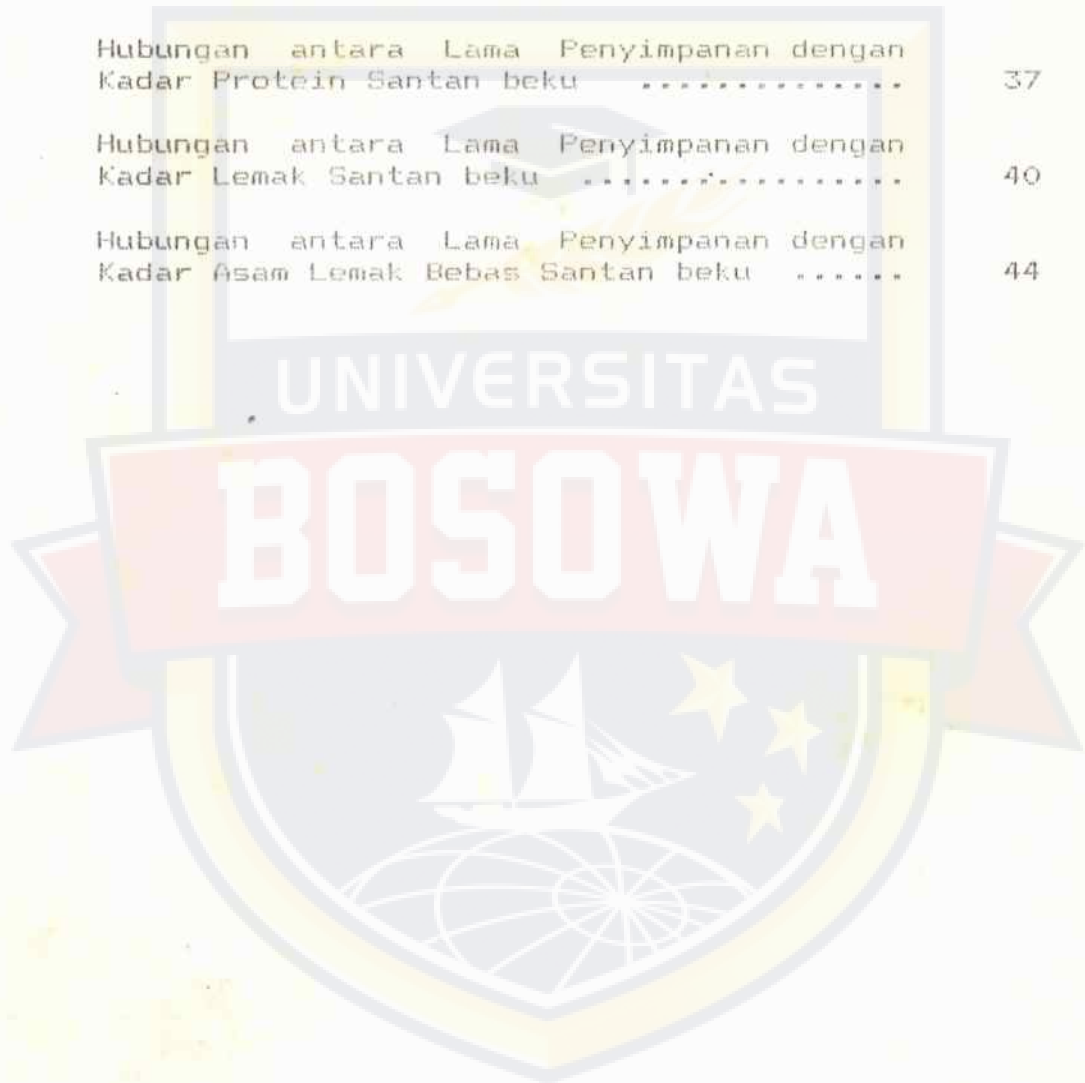 Hubungan antara Lama Penyimpanan dengan
Kadar Protein Santan beku .............. 37
Hubungan antara Lama Penyimpanan dengan
Kadar Lemak Santan beku ................. 40
Hubungan antara Lama Penyimpanan dengan
Kadar Asam Lemak Bebas Santan beku ...... 44
UNIVERSITAS
BOSOWA